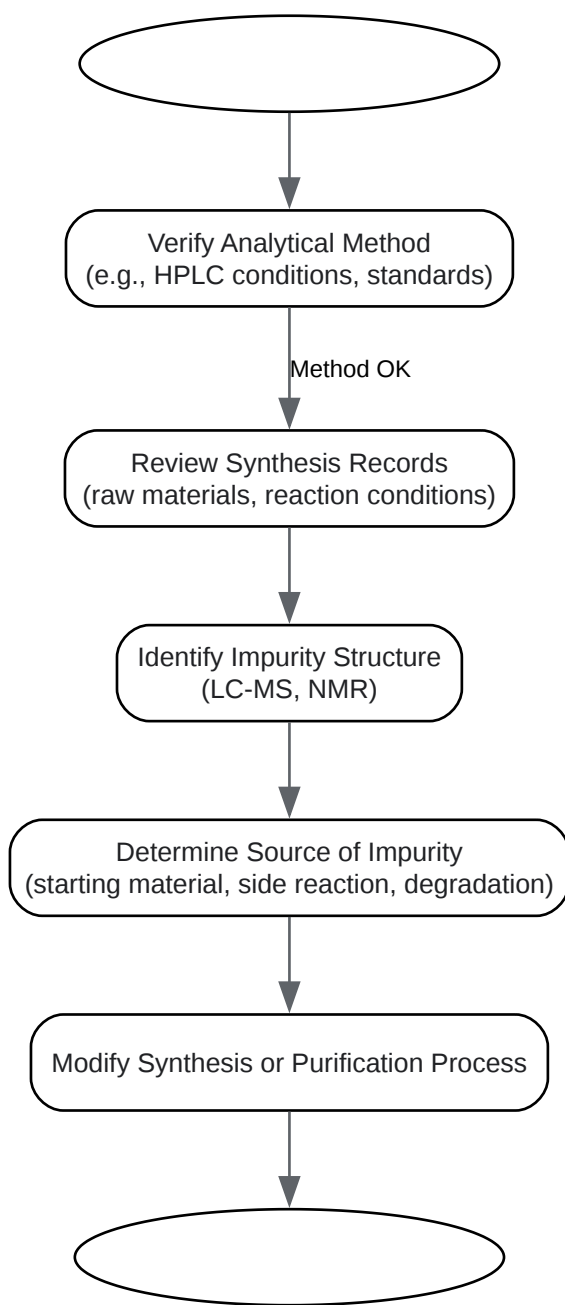 Verify Analytical Method
(e.g., HPLC conditions, standards)
Method OK
Review Synthesis Records
(raw materials, reaction conditions)
Identify Impurity Structure
(LC-MS, NMR)
Determine Source of Impurity
(starting material, side reaction, degradation)
Modify Synthesis or Purification Process